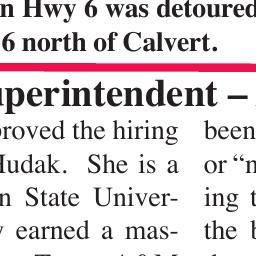 n Hwy 6 was detoured
6 north of Calvert.
uperintendent –
proved the hiring
Hudak. She is a
n State Univer-
y earned a mas-
been
or “n
ing t
the b